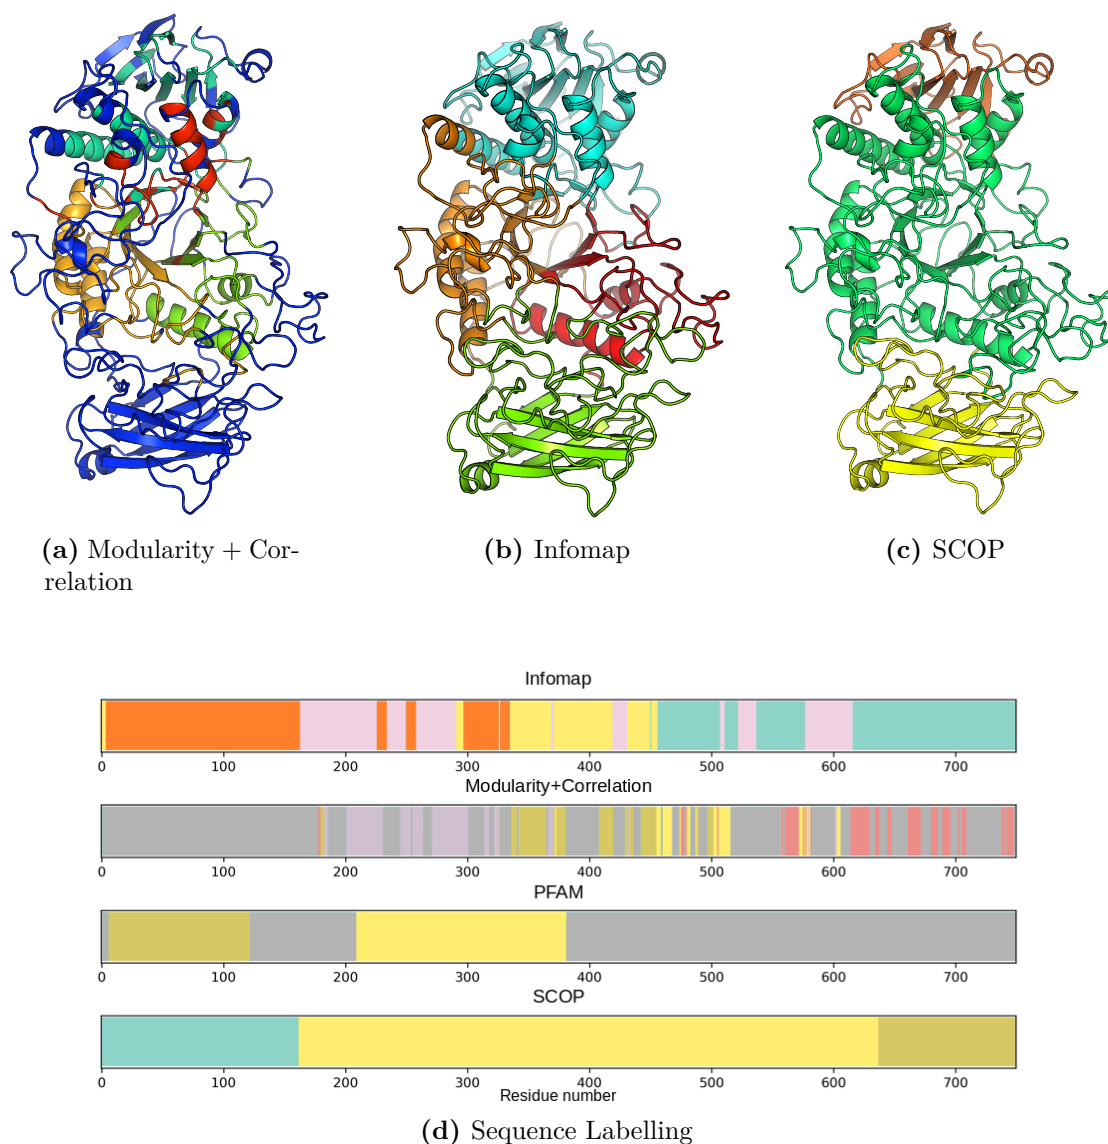 (a) Modularity + Cor-
relation
(b) Infomap
(c) SCOP
Infomap
0 100 200 300 400 500 600 700
Modularity+Correlation
0 100 200 300 400 500 600 700
PFAM
0 100 200 300 400 500 600 700
SCOP
0 100 200 300 400 500 600 700
Residue number
(d) Sequence Labelling